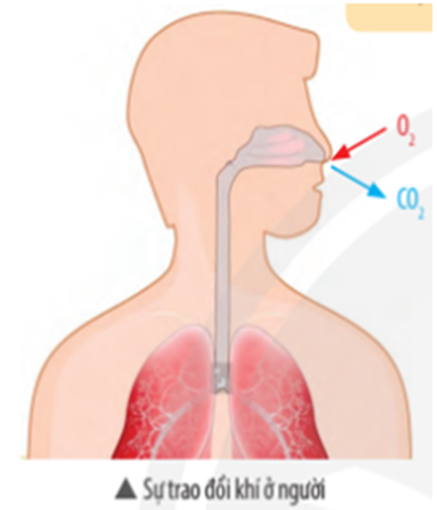 O₂
CO₂
▲ Sự trao đổi khí ở người